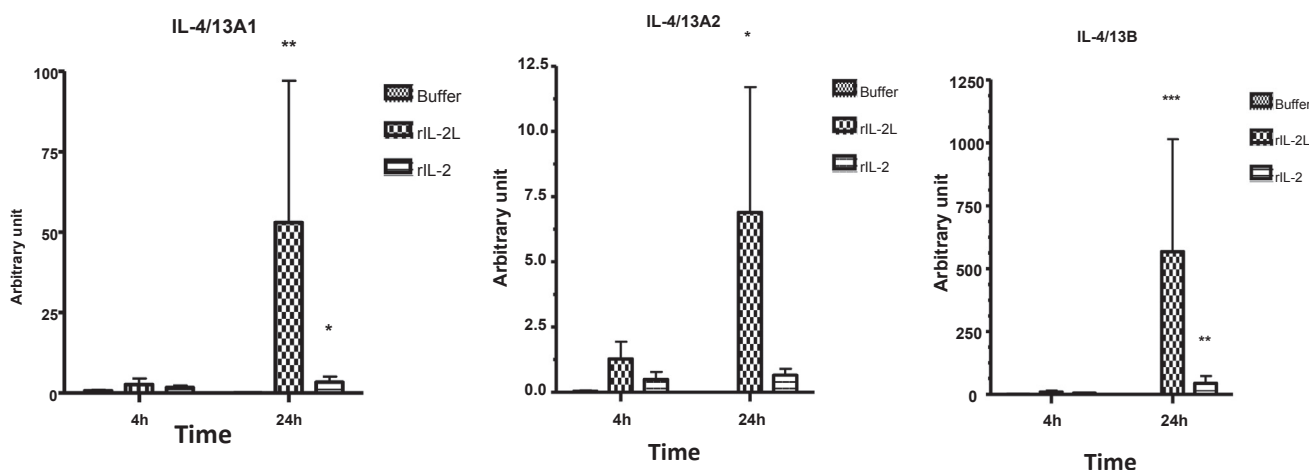 IL-4/13A1
**
100
75
50
25
0
Arbitrary unit
*
4h
24h
Time
Buffer
rIL-2L
rIL-2
IL-4/13A2
*
12.5
10.0
7.5
5.0
2.5
0.0
Arbitrary unit
4h
24h
Time
Buffer
rIL-2L
rIL-2
IL-4/13B
***
1250
1000
750
500
250
0
Arbitrary unit
**
4h
24h
Time
Buffer
rIL-2L
rIL-2